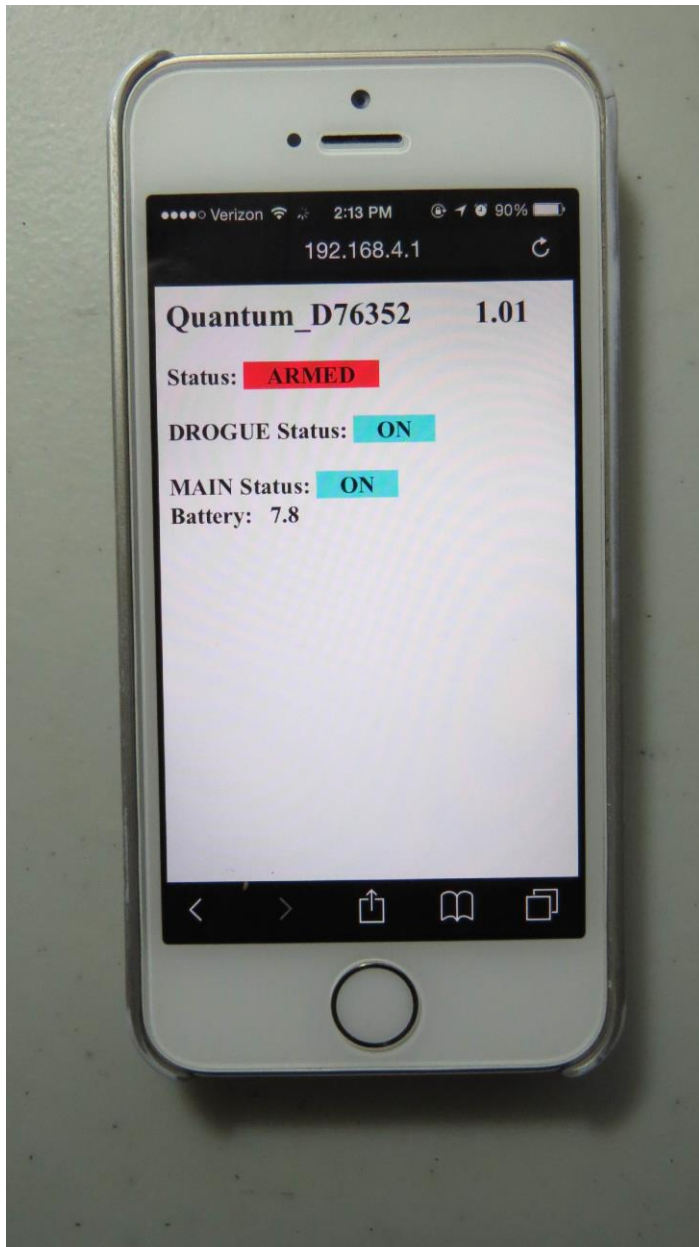 Verizon 2:13 PM 90%
192.168.4.1
Quantum_D76352 1.01
Status: ARMED
DROGUE Status: ON
MAIN Status: ON
Battery: 7.8